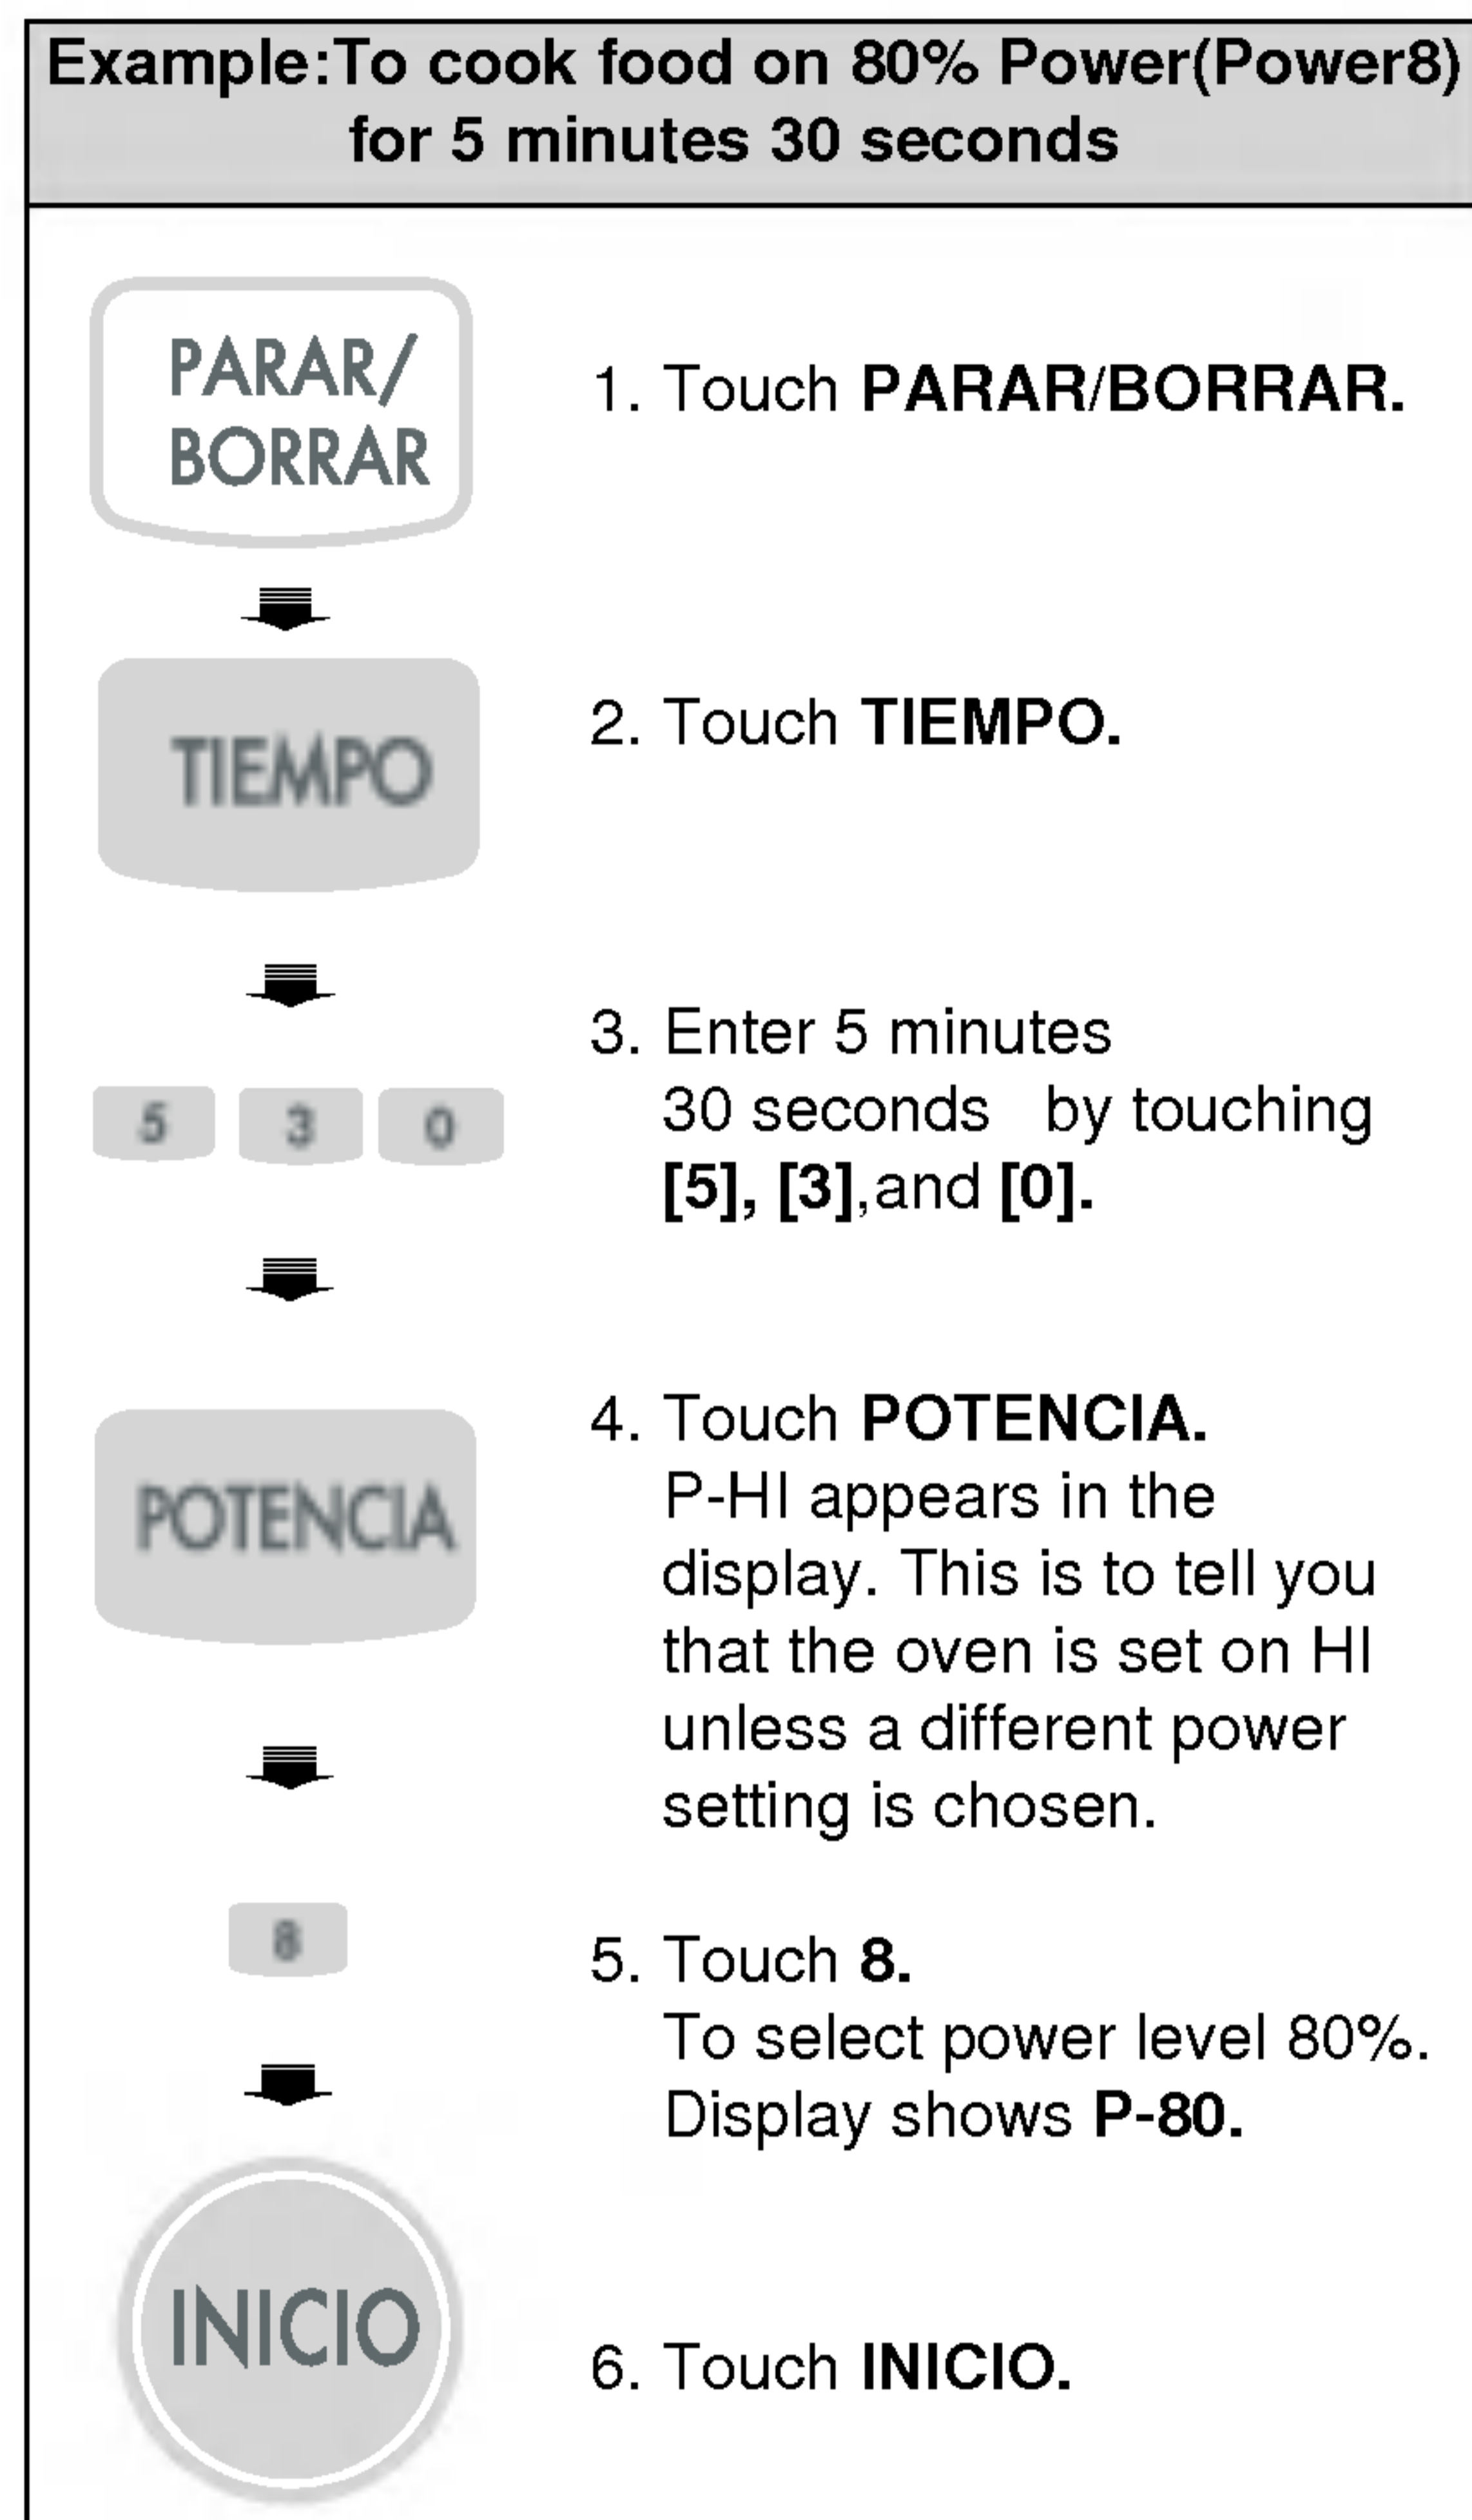 Example:To cook food on 80% Power(Power8)
for 5 minutes 30 seconds
PARAR/
BORRAR
1. Touch PARAR/BORRAR.
TIEMPO
2. Touch TIEMPO.
5 3 0
3. Enter 5 minutes
30 seconds by touching
[5], [3],and [0].
POTENCIA
4. Touch POTENCIA.
P-HI appears in the
display. This is to tell you
that the oven is set on HI
unless a different power
setting is chosen.
8
5. Touch 8.
To select power level 80%.
Display shows P-80.
INICIO
6. Touch INICIO.